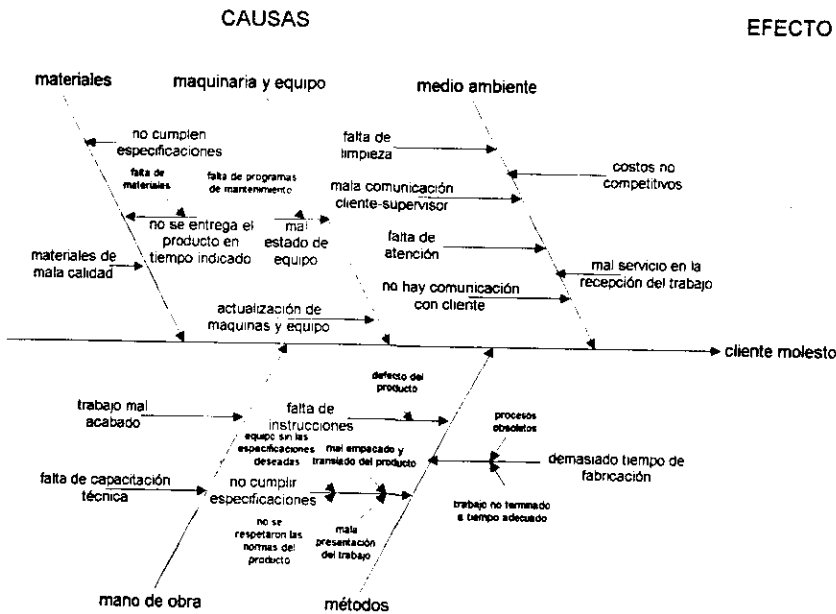 CAUSAS
EFECTO
materiales
maquinaria y equipo
medio ambiente
no cumplen
especificaciones
falta de
limpieza
costos no
competitivos
falta de
materiales
falta de programas
de mantenimiento
mala comunicación
cliente-supervisor
no se entrega el
producto en
tiempo indicado
mal
estado de
equipo
falta de
atención
materiales de
mala calidad
mal servicio en la
recepción del trabajo
no hay comunicación
con cliente
actualización de
maquinas y equipo
cliente molesto
defecto del
producto
trabajo mal
acabado
falta de
instrucciones
procesos
obsoletos
equipo sin las
especificaciones
deseadas
mal empacado y
translado del producto
demasiado tiempo de
fabricación
falta de capacitación
técnica
no cumplir
especificaciones
trabajo no terminado
a tiempo adecuado
no se
respetaron las
normas del
producto
mala
presentación
del trabajo
mano de obra
métodos